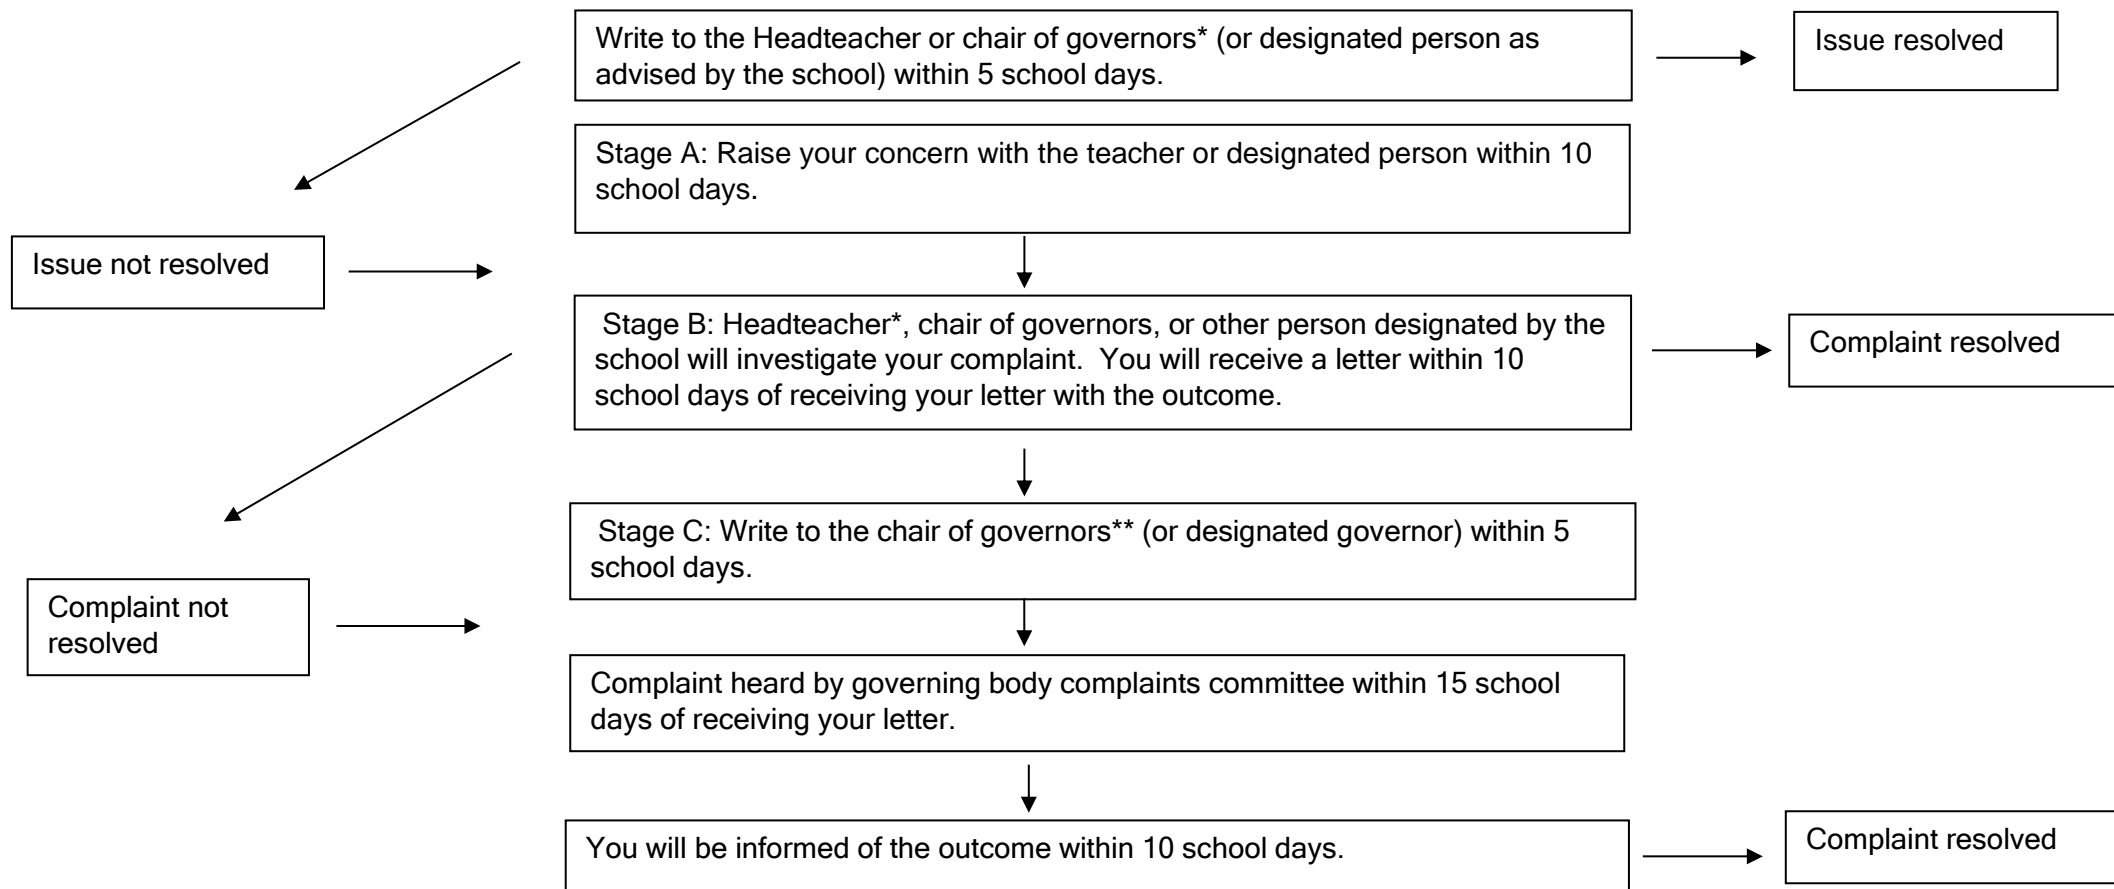 Write to the Headteacher or chair of governors* (or designated person as
advised by the school) within 5 school days.
Issue resolved
Stage A: Raise your concern with the teacher or designated person within 10
school days.
Issue not resolved
Stage B: Headteacher*, chair of governors, or other person designated by the
school will investigate your complaint.  You will receive a letter within 10
school days of receiving your letter with the outcome.
Complaint resolved
Stage C: Write to the chair of governors** (or designated governor) within 5
school days.
Complaint not
resolved
Complaint heard by governing body complaints committee within 15 school
days of receiving your letter.
You will be informed of the outcome within 10 school days.
Complaint resolved